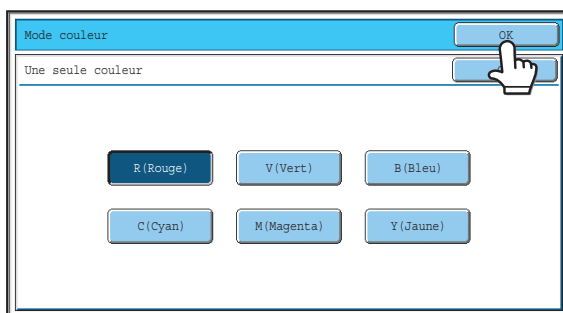 Mode couleur
OK
Une seule couleur
R(Rouge)
V(Vert)
B(Bleu)
C(Cyan)
M(Magenta)
Y(Jaune)